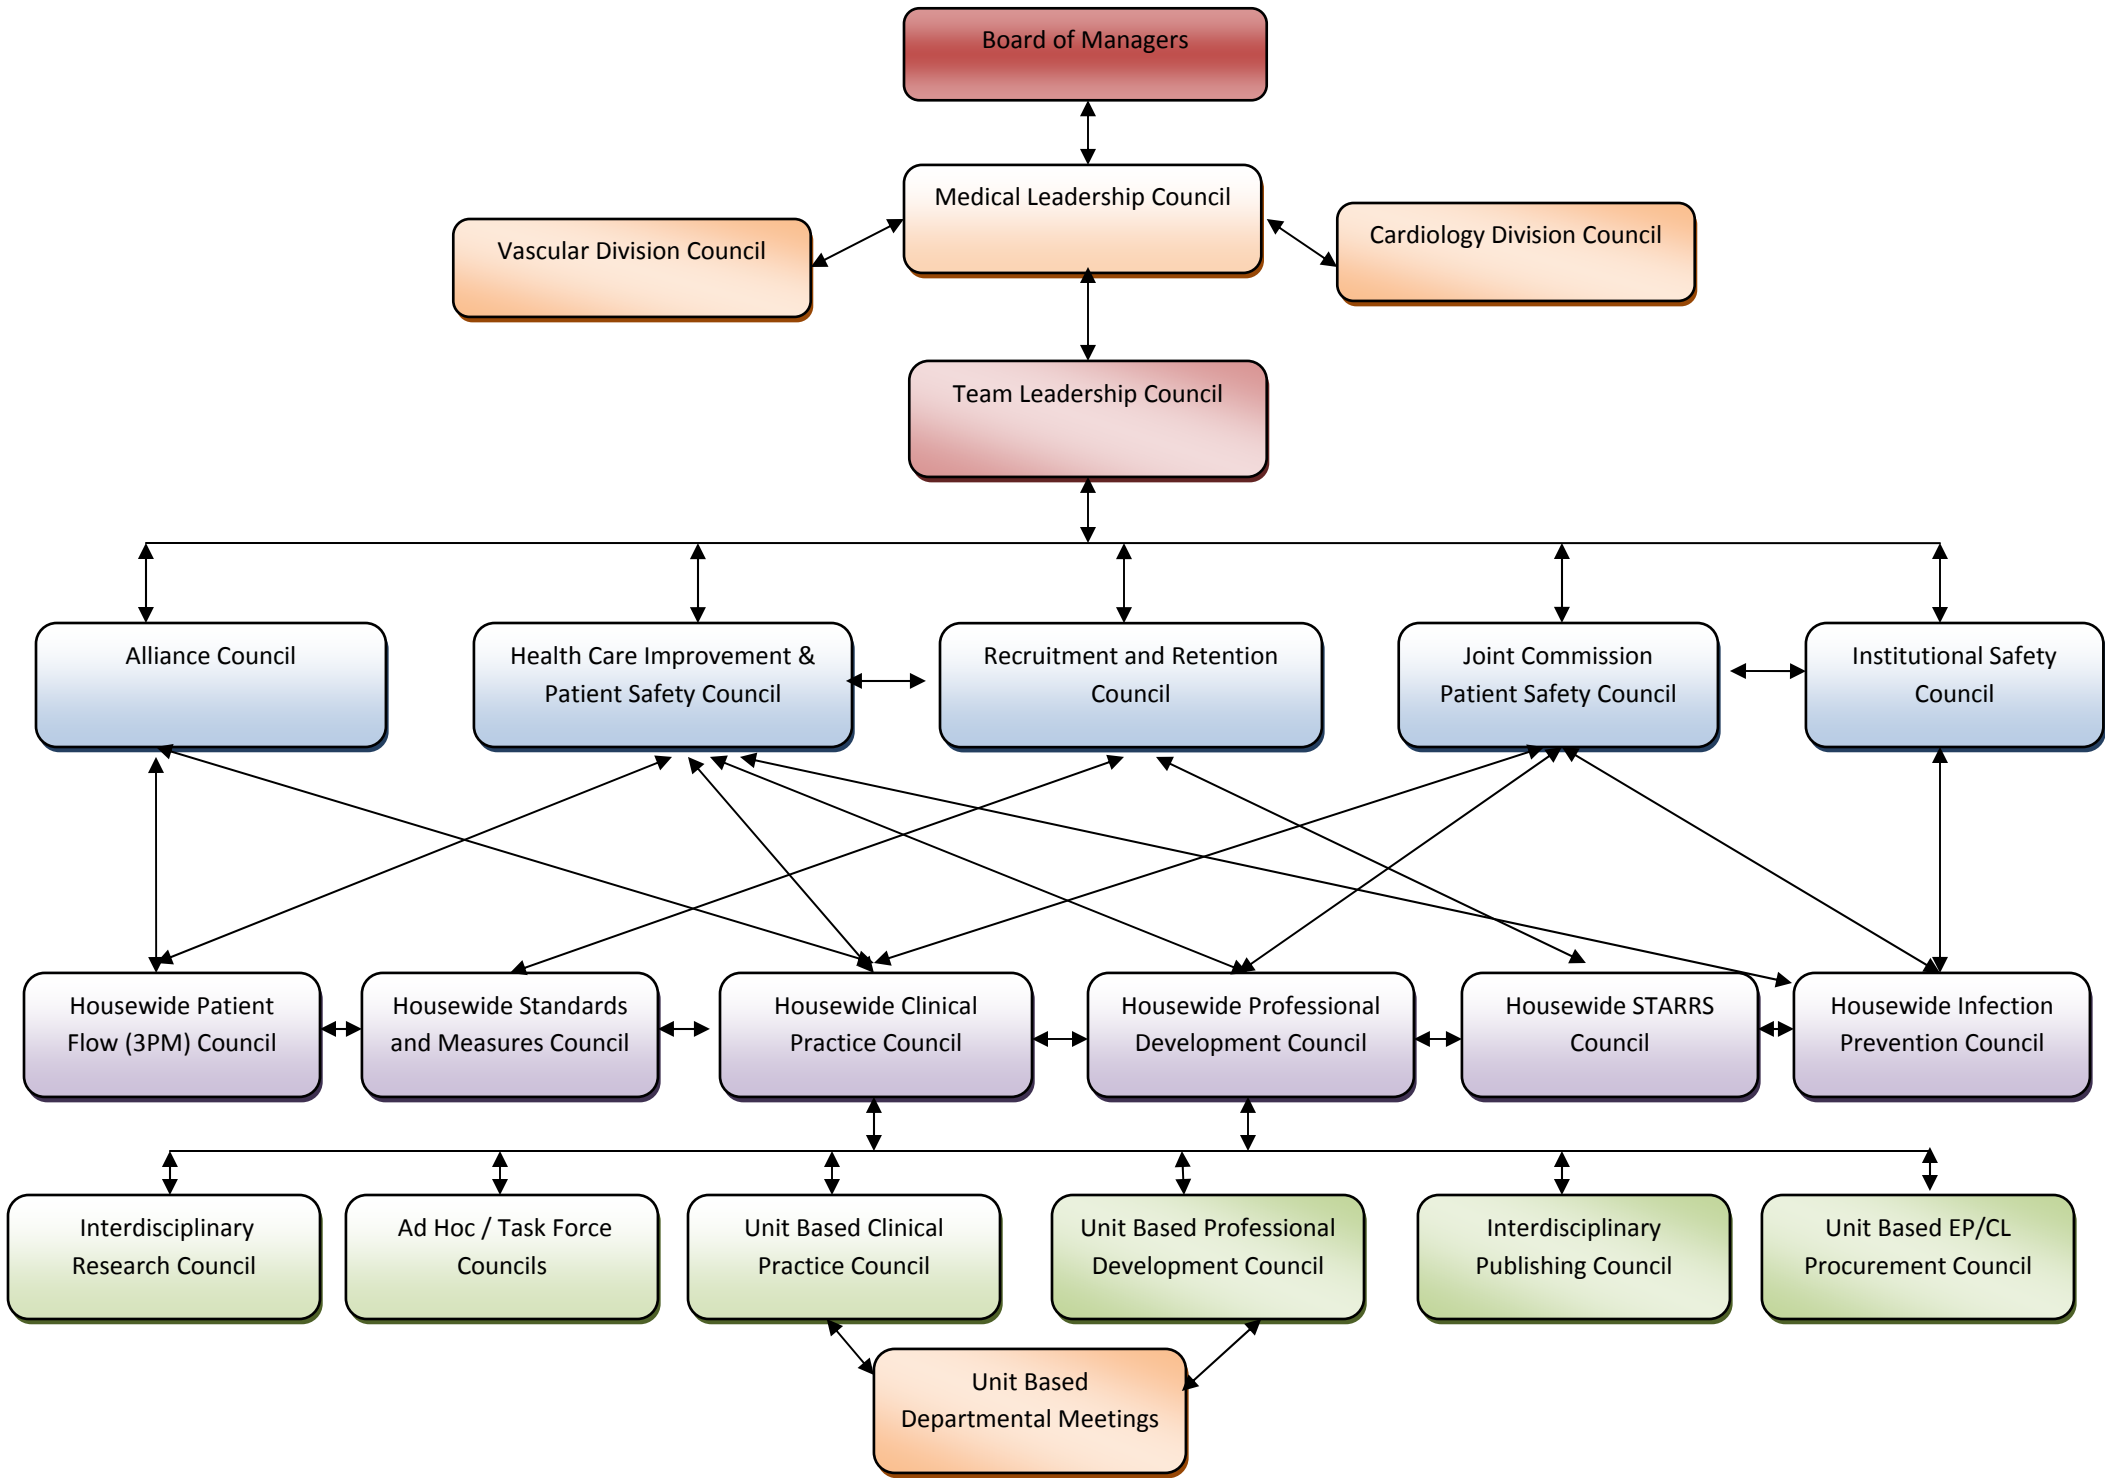 Board of Managers
Medical Leadership Council
Vascular Division Council
Cardiology Division Council
Team Leadership Council
Alliance Council
Health Care Improvement &
Patient Safety Council
Recruitment and Retention
Council
Joint Commission
Patient Safety Council
Institutional Safety
Council
Housewide Patient
Flow (3PM) Council
Housewide Standards
and Measures Council
Housewide Clinical
Practice Council
Housewide Professional
Development Council
Housewide STARRS
Council
Housewide Infection
Prevention Council
Interdisciplinary
Research Council
Ad Hoc / Task Force
Councils
Unit Based Clinical
Practice Council
Unit Based Professional
Development Council
Interdisciplinary
Publishing Council
Unit Based EP/CL
Procurement Council
Unit Based
Departmental Meetings